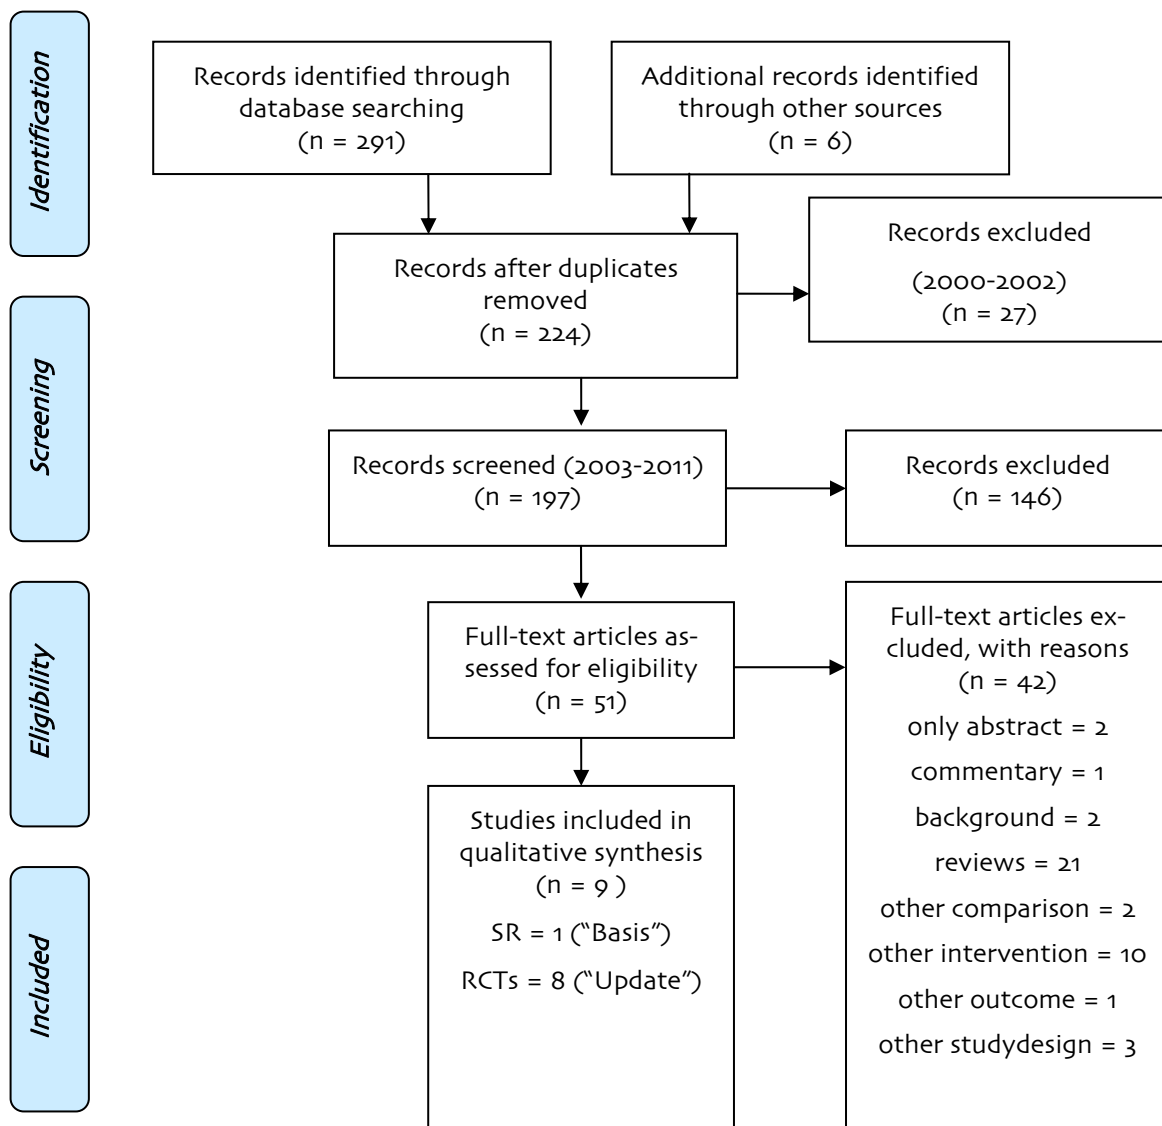 Identification
Records identified through
database searching
(n = 291)
Additional records identified
through other sources
(n = 6)
Records after duplicates
removed
(n = 224)
Records excluded
(2000-2002)
(n = 27)
Screening
Records screened (2003-2011)
(n = 197)
Records excluded
(n = 146)
Eligibility
Full-text articles as-
sessed for eligibility
(n = 51)
Full-text articles ex-
cluded, with reasons
(n = 42)
only abstract = 2
commentary = 1
background = 2
reviews = 21
other comparison = 2
other intervention = 10
other outcome = 1
other studydesign = 3
Included
Studies included in
qualitative synthesis
(n = 9 )
SR = 1 (“Basis”)
RCTs = 8 (“Update”)